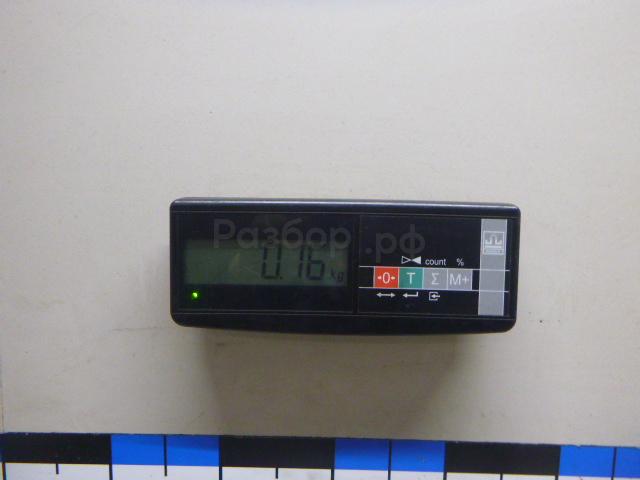 Разбор.рф
0.16 kg
count %
0 T Σ M+